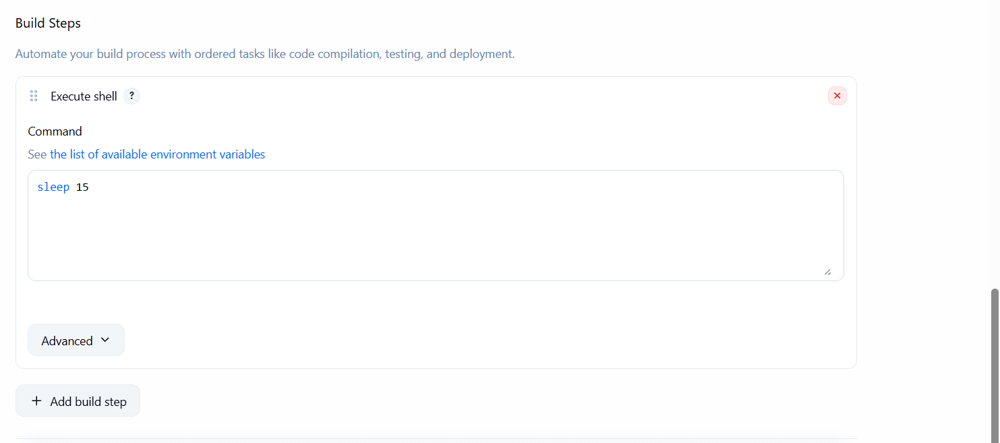 Build Steps
Automate your build process with ordered tasks like code compilation, testing, and deployment.
Execute shell ?
Command
See the list of available environment variables
sleep 15
Advanced
Add build step